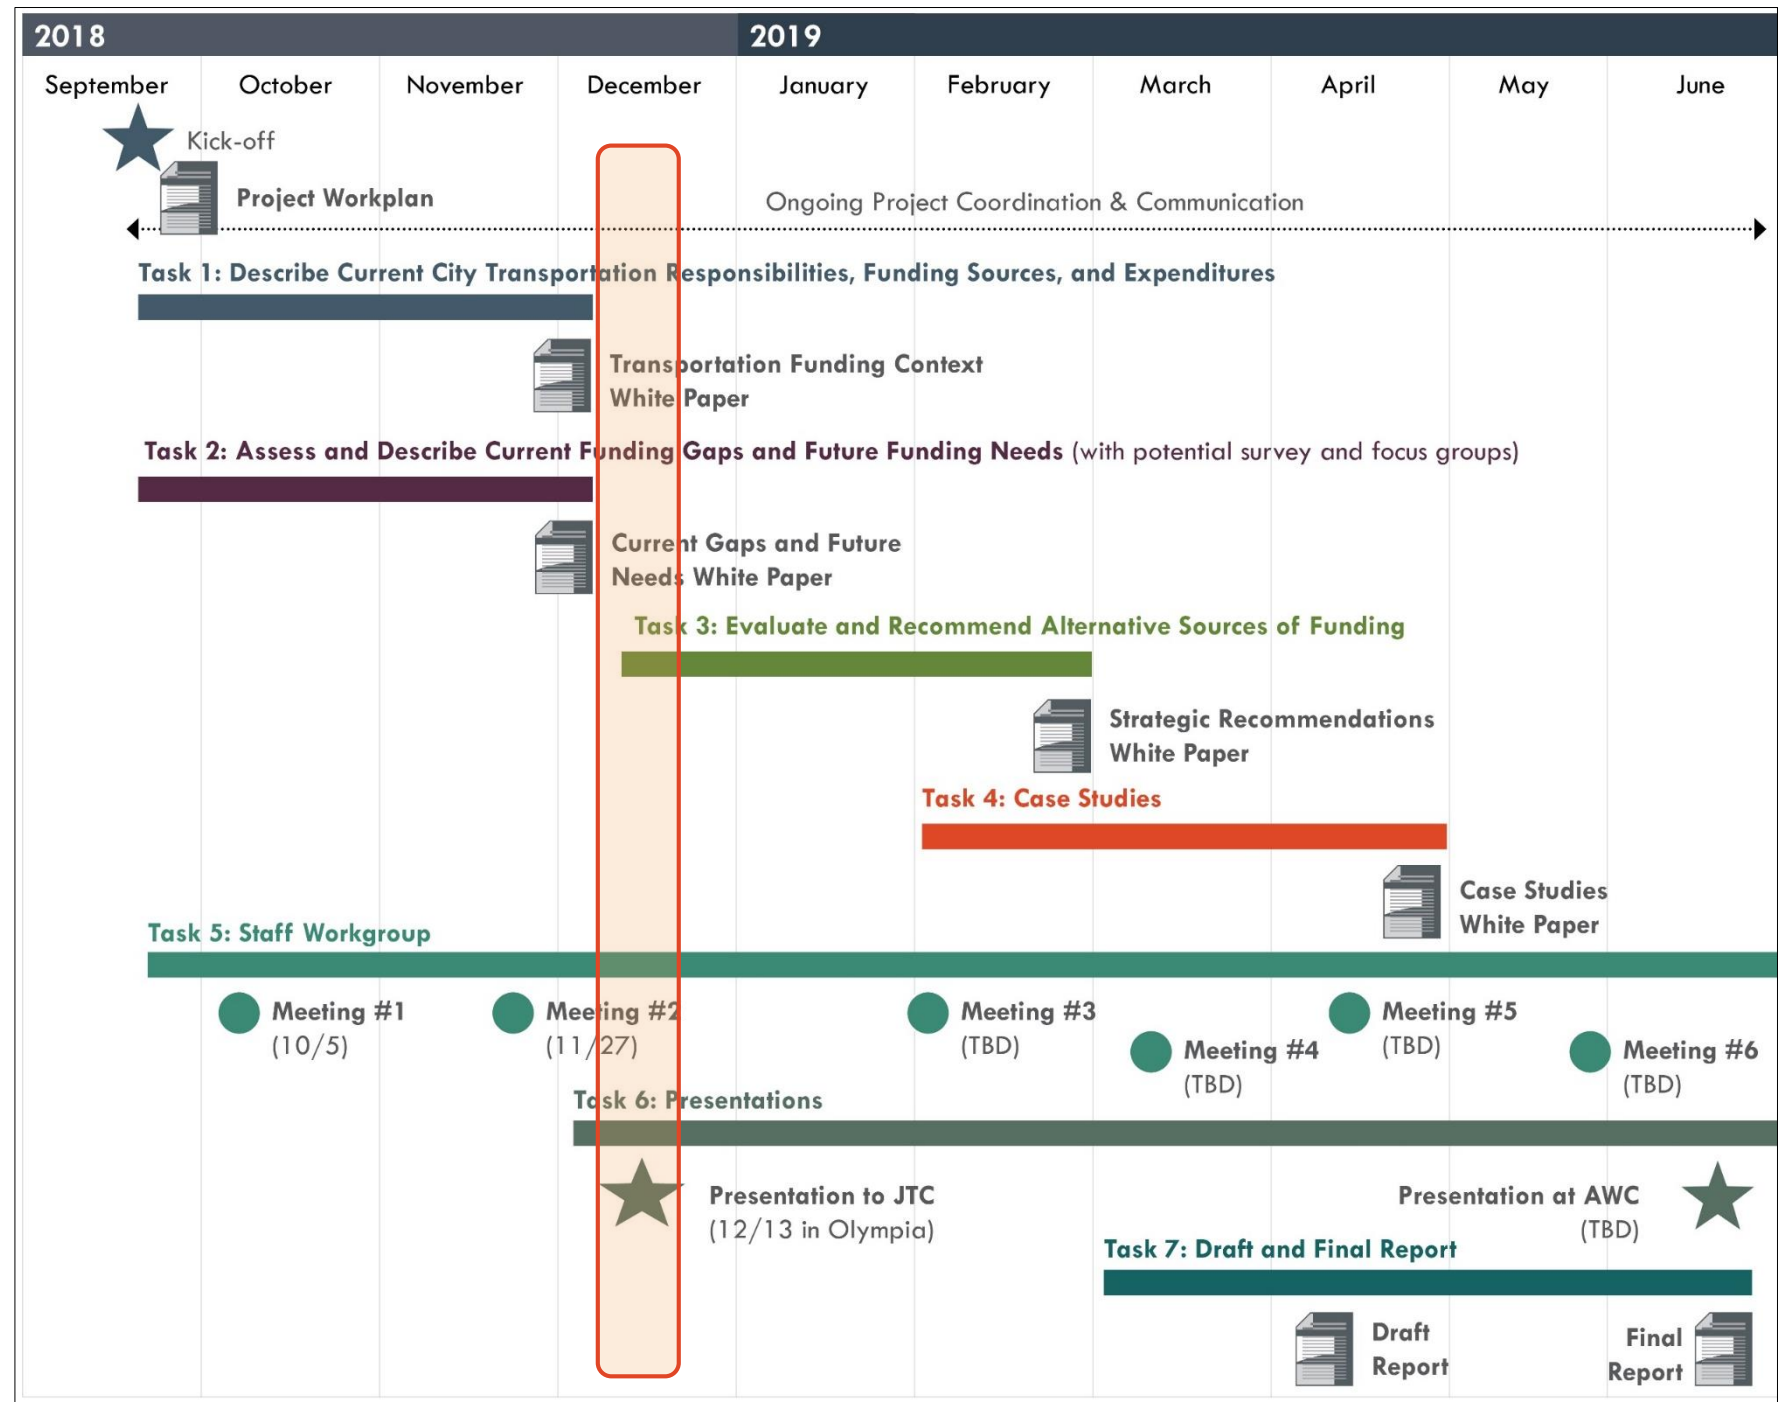 2018 2019
September October November December January February March April May June
Kick-off
Project Workplan
Ongoing Project Coordination & Communication
Task 1: Describe Current City Transportation Responsibilities, Funding Sources, and Expenditures
Transportation Funding Context
White Paper
Task 2: Assess and Describe Current Funding Gaps and Future Funding Needs (with potential survey and focus groups)
Current Gaps and Future
Needs White Paper
Task 3: Evaluate and Recommend Alternative Sources of Funding
Strategic Recommendations
White Paper
Task 4: Case Studies
Case Studies
White Paper
Task 5: Staff Workgroup
Meeting #1
(10/5)
Meeting #2
(11/27)
Meeting #3
(TBD)
Meeting #4
(TBD)
Meeting #5
(TBD)
Meeting #6
(TBD)
Task 6: Presentations
Presentation to JTC
(12/13 in Olympia)
Presentation at AWC
(TBD)
Task 7: Draft and Final Report
Draft
Report
Final
Report